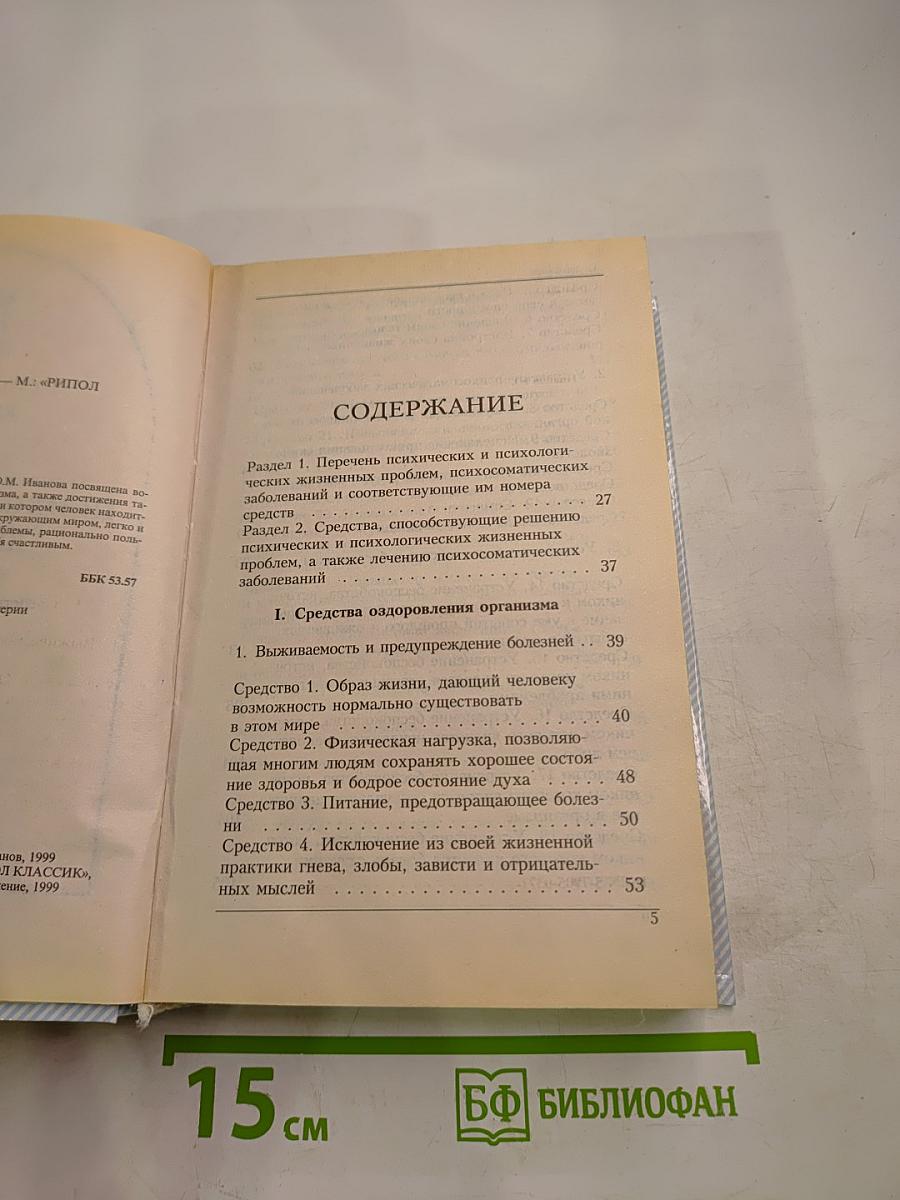 — М.: «РИПОЛ
Ю.М. Иванова посвящена во-
зма, а также достижения та-
и котором человек находит-
кружающим миром, легко и
блемы, рационально поль-
я счастливым.
ББК 53.57
ерии
анов, 1999
ОЛ КЛАССИК»,
ление, 1999
СОДЕРЖАНИЕ
Раздел 1. Перечень психических и психологи-
ческих жизненных проблем, психосоматических
заболеваний и соответствующие им номера
средств . . . . . . . . . . . . . . . . . . . . . . . . 27
Раздел 2. Средства, способствующие решению
психических и психологических жизненных
проблем, а также лечению психосоматических
заболеваний . . . . . . . . . . . . . . . . . . . . . 37
I. Средства оздоровления организма
1. Выживаемость и предупреждение болезней . . 39
Средство 1. Образ жизни, дающий человеку
возможность нормально существовать
в этом мире . . . . . . . . . . . . . . . . . . . . . 40
Средство 2. Физическая нагрузка, позволяю-
щая многим людям сохранять хорошее состоя-
ние здоровья и бодрое состояние духа . . . . . 48
Средство 3. Питание, предотвращающее болез-
ни . . . . . . . . . . . . . . . . . . . . . . . . . . . 50
Средство 4. Исключение из своей жизненной
практики гнева, злобы, зависти и отрицатель-
ных мыслей . . . . . . . . . . . . . . . . . . . . . 53
5
15 см
БФ БИБЛИОФАН